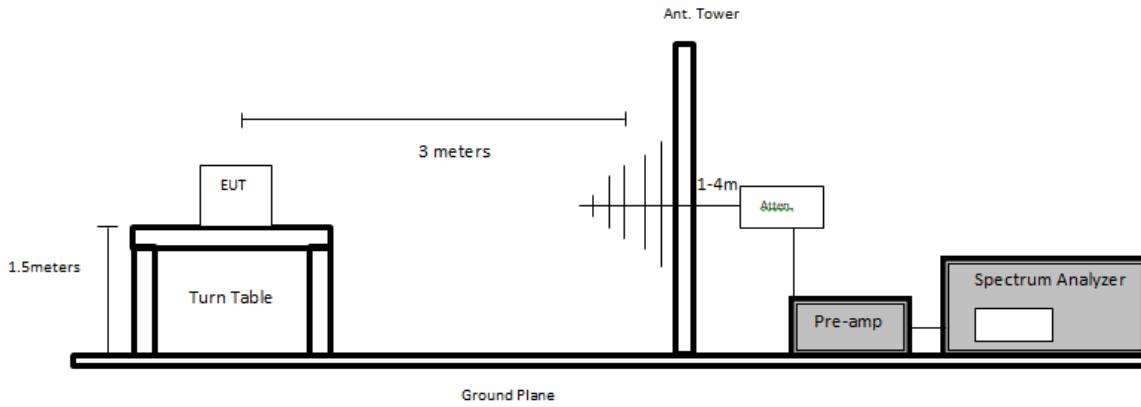 Ant. Tower
3 meters
EUT
1-4m
Atten.
1.5meters
Turn Table
Spectrum Analyzer
Pre-amp
Ground Plane